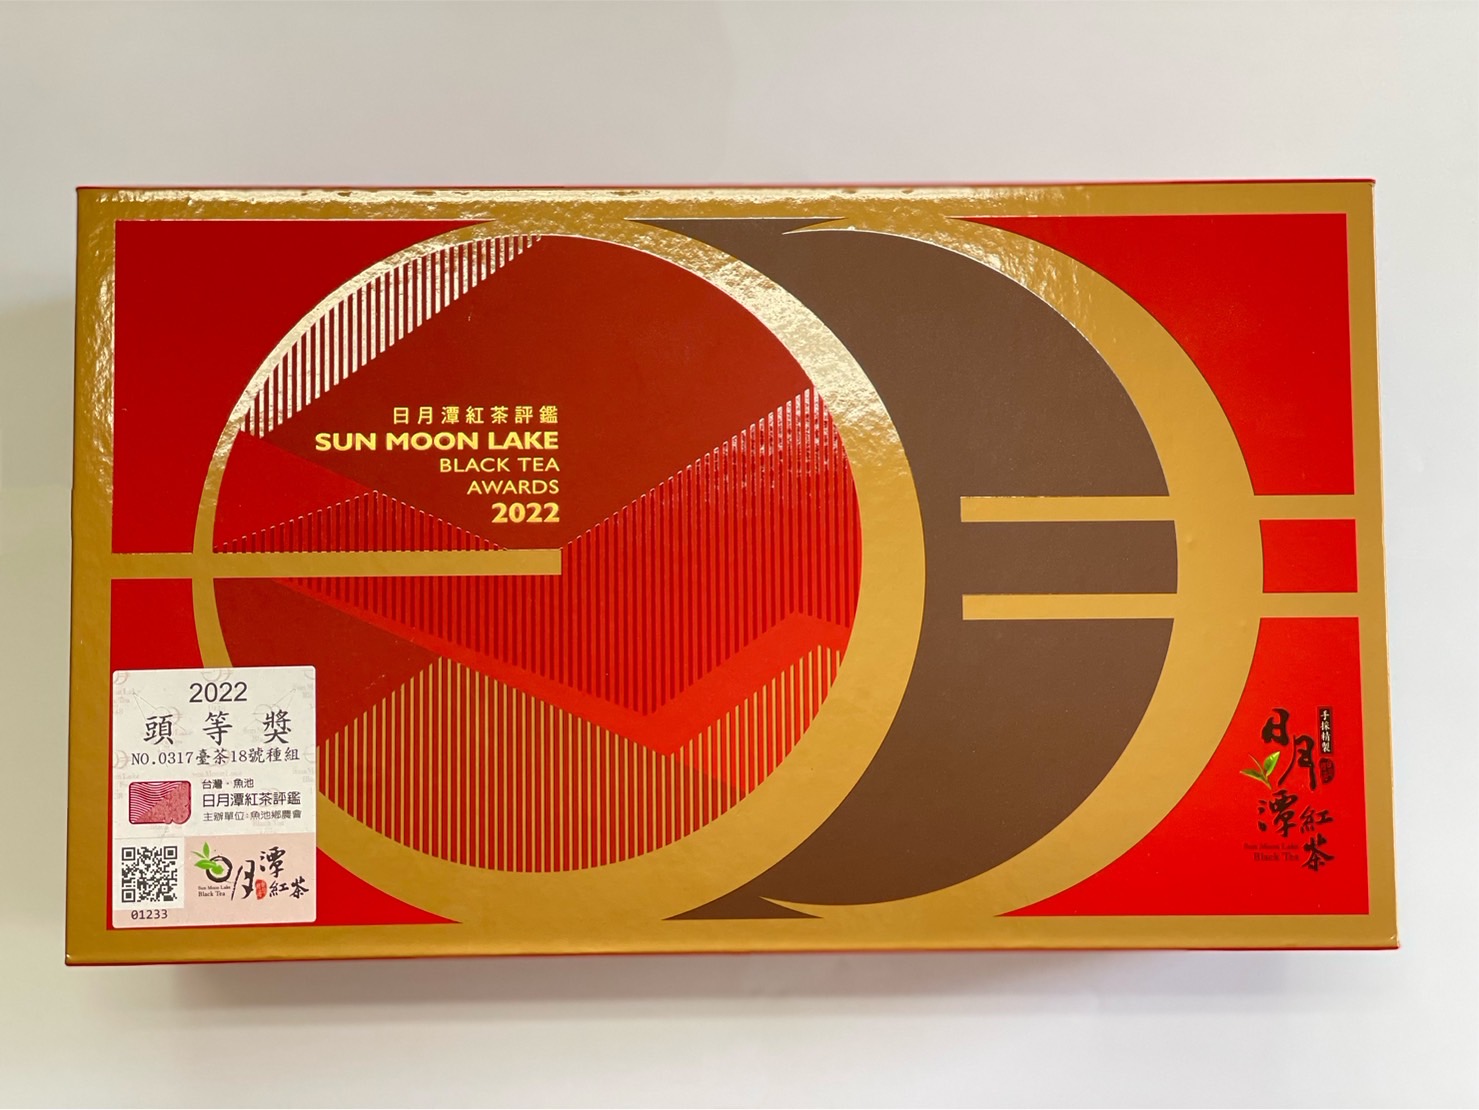 日月潭紅茶評鑑
SUN MOON LAKE
BLACK TEA
AWARDS
2022
2022
頭等獎
NO.0317臺茶18號種組
台灣·魚池
日月潭紅茶評鑑
主辦單位:魚池鄉農會
日月潭紅茶
Sun Moon Lake
Black Tea
01233
手採精製
日月潭紅茶
Sun Moon Lake
Black Tea